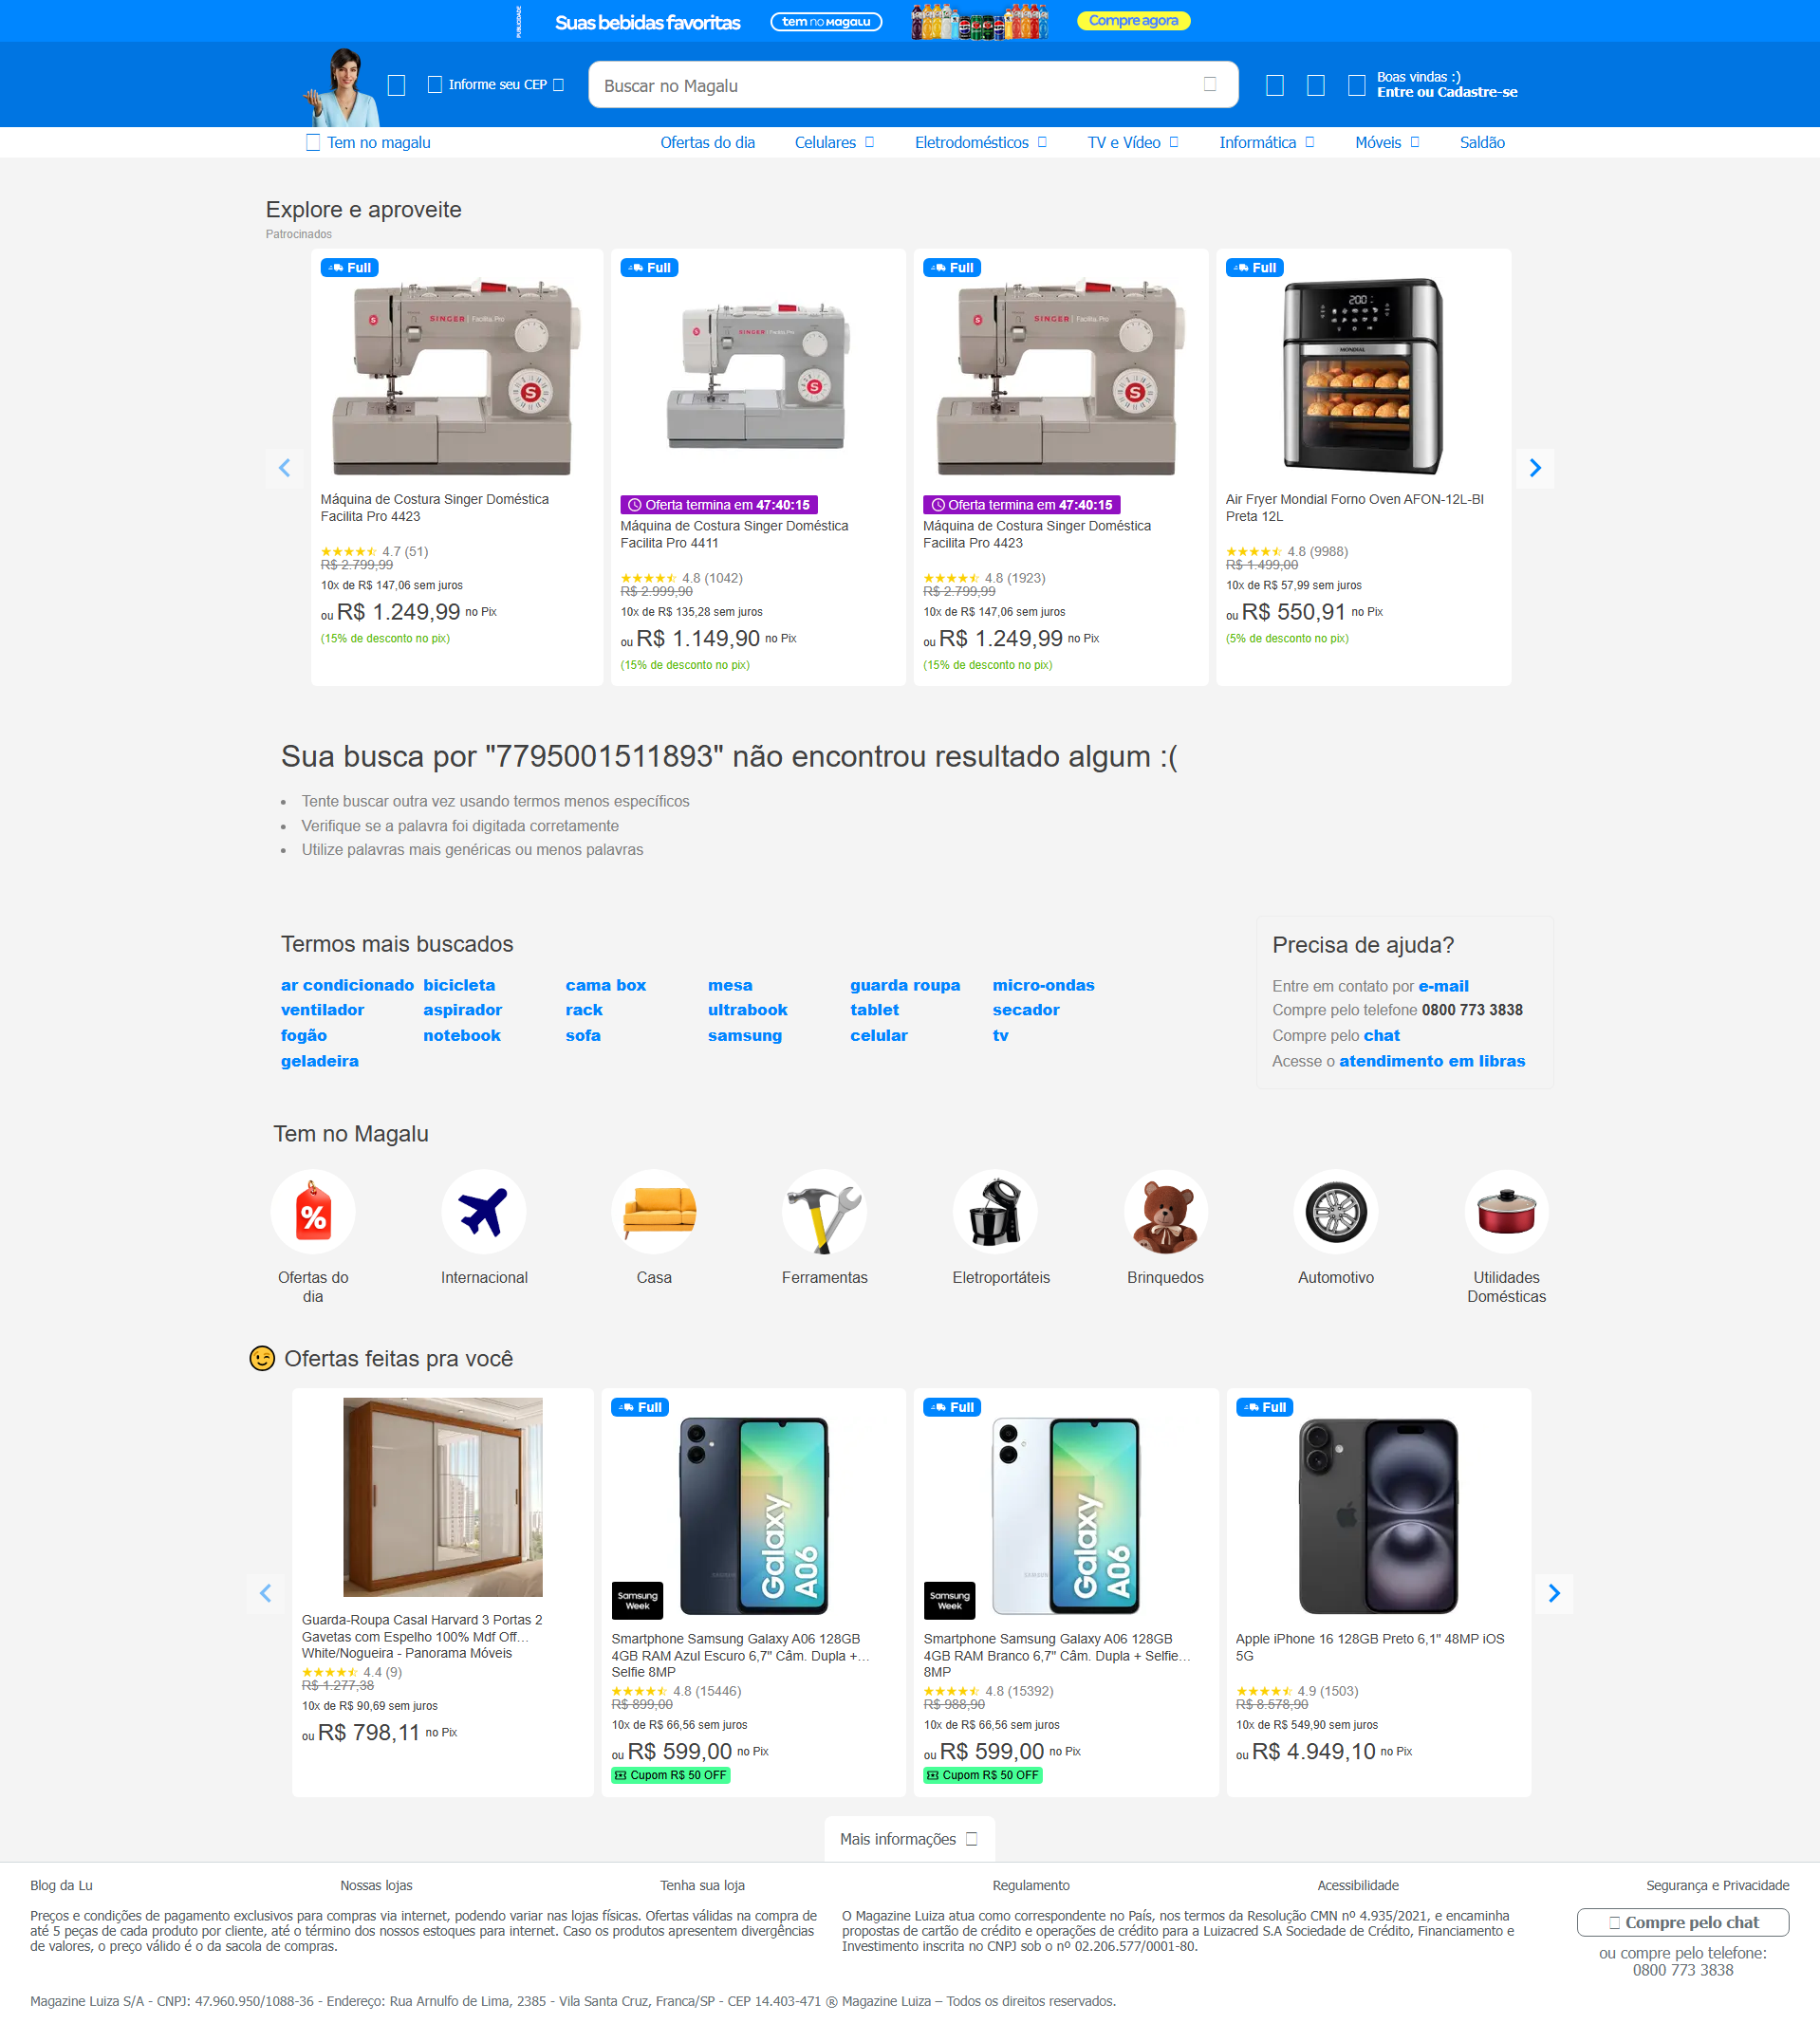 PUBLICIDADE
Suas bebidas favoritas
tem no Magalu
Compre agora
Informe seu CEP
Buscar no Magalu
Boas vindas :)
Entre ou Cadastre-se
Tem no magalu
Ofertas do dia
Celulares
Eletrodomésticos
TV e Vídeo
Informática
Móveis
Saldão
Explore e aproveite
Patrocinados
Full
SINGER Facilita Pro
Máquina de Costura Singer Doméstica
Facilita Pro 4423
4.7 (51)
R$ 2.799,99
10x de R$ 147,06 sem juros
ou R$ 1.249,99 no Pix
(15% de desconto no pix)
Full
SINGER Facilita Pro
Oferta termina em 47:40:15
Máquina de Costura Singer Doméstica
Facilita Pro 4411
4.8 (1042)
R$ 2.999,90
10x de R$ 135,28 sem juros
ou R$ 1.149,90 no Pix
(15% de desconto no pix)
Full
SINGER Facilita Pro
Oferta termina em 47:40:15
Máquina de Costura Singer Doméstica
Facilita Pro 4423
4.8 (1923)
R$ 2.799,99
10x de R$ 147,06 sem juros
ou R$ 1.249,99 no Pix
(15% de desconto no pix)
Full
200
MONDIAL
Air Fryer Mondial Forno Oven AFON-12L-BI
Preta 12L
4.8 (9988)
R$ 1.499,00
10x de R$ 57,99 sem juros
ou R$ 550,91 no Pix
(5% de desconto no pix)
Sua busca por "7795001511893" não encontrou resultado algum :(
• Tente buscar outra vez usando termos menos específicos
• Verifique se a palavra foi digitada corretamente
• Utilize palavras mais genéricas ou menos palavras
Termos mais buscados
ar condicionado bicicleta cama box mesa guarda roupa micro-ondas
ventilador aspirador rack ultrabook tablet secador
fogão notebook sofa samsung celular tv
geladeira
Precisa de ajuda?
Entre em contato por e-mail
Compre pelo telefone 0800 773 3838
Compre pelo chat
Acesse o atendimento em libras
Tem no Magalu
Ofertas do
dia
Internacional
Casa
Ferramentas
Eletroportáteis
Brinquedos
Automotivo
Utilidades
Domésticas
Ofertas feitas pra você
Guarda-Roupa Casal Harvard 3 Portas 2
Gavetas com Espelho 100% Mdf Off...
White/Nogueira - Panorama Móveis
4.4 (9)
R$ 1.277,38
10x de R$ 90,69 sem juros
ou R$ 798,11 no Pix
Full
SAMSUNG
Galaxy
A06
Samsung
Week
Smartphone Samsung Galaxy A06 128GB
4GB RAM Azul Escuro 6,7" Câm. Dupla +...
Selfie 8MP
4.8 (15446)
R$ 899,00
10x de R$ 66,56 sem juros
ou R$ 599,00 no Pix
Cupom R$ 50 OFF
Full
SAMSUNG
Galaxy
A06
Samsung
Week
Smartphone Samsung Galaxy A06 128GB
4GB RAM Branco 6,7" Câm. Dupla + Selfie...
8MP
4.8 (15392)
R$ 988,90
10x de R$ 66,56 sem juros
ou R$ 599,00 no Pix
Cupom R$ 50 OFF
Full
Apple iPhone 16 128GB Preto 6,1" 48MP iOS
5G
4.9 (1503)
R$ 8.578,90
10x de R$ 549,90 sem juros
ou R$ 4.949,10 no Pix
Mais informações
Blog da Lu
Nossas lojas
Tenha sua loja
Regulamento
Acessibilidade
Segurança e Privacidade
Preços e condições de pagamento exclusivos para compras via internet, podendo variar nas lojas físicas. Ofertas válidas na compra de
até 5 peças de cada produto por cliente, até o término dos nossos estoques para internet. Caso os produtos apresentem divergências
de valores, o preço válido é o da sacola de compras.
O Magazine Luiza atua como correspondente no País, nos termos da Resolução CMN nº 4.935/2021, e encaminha
propostas de cartão de crédito e operações de crédito para a Luizacred S.A Sociedade de Crédito, Financiamento e
Investimento inscrita no CNPJ sob o nº 02.206.577/0001-80.
Compre pelo chat
ou compre pelo telefone:
0800 773 3838
Magazine Luiza S/A - CNPJ: 47.960.950/1088-36 - Endereço: Rua Arnulfo de Lima, 2385 - Vila Santa Cruz, Franca/SP - CEP 14.403-471 ® Magazine Luiza – Todos os direitos reservados.